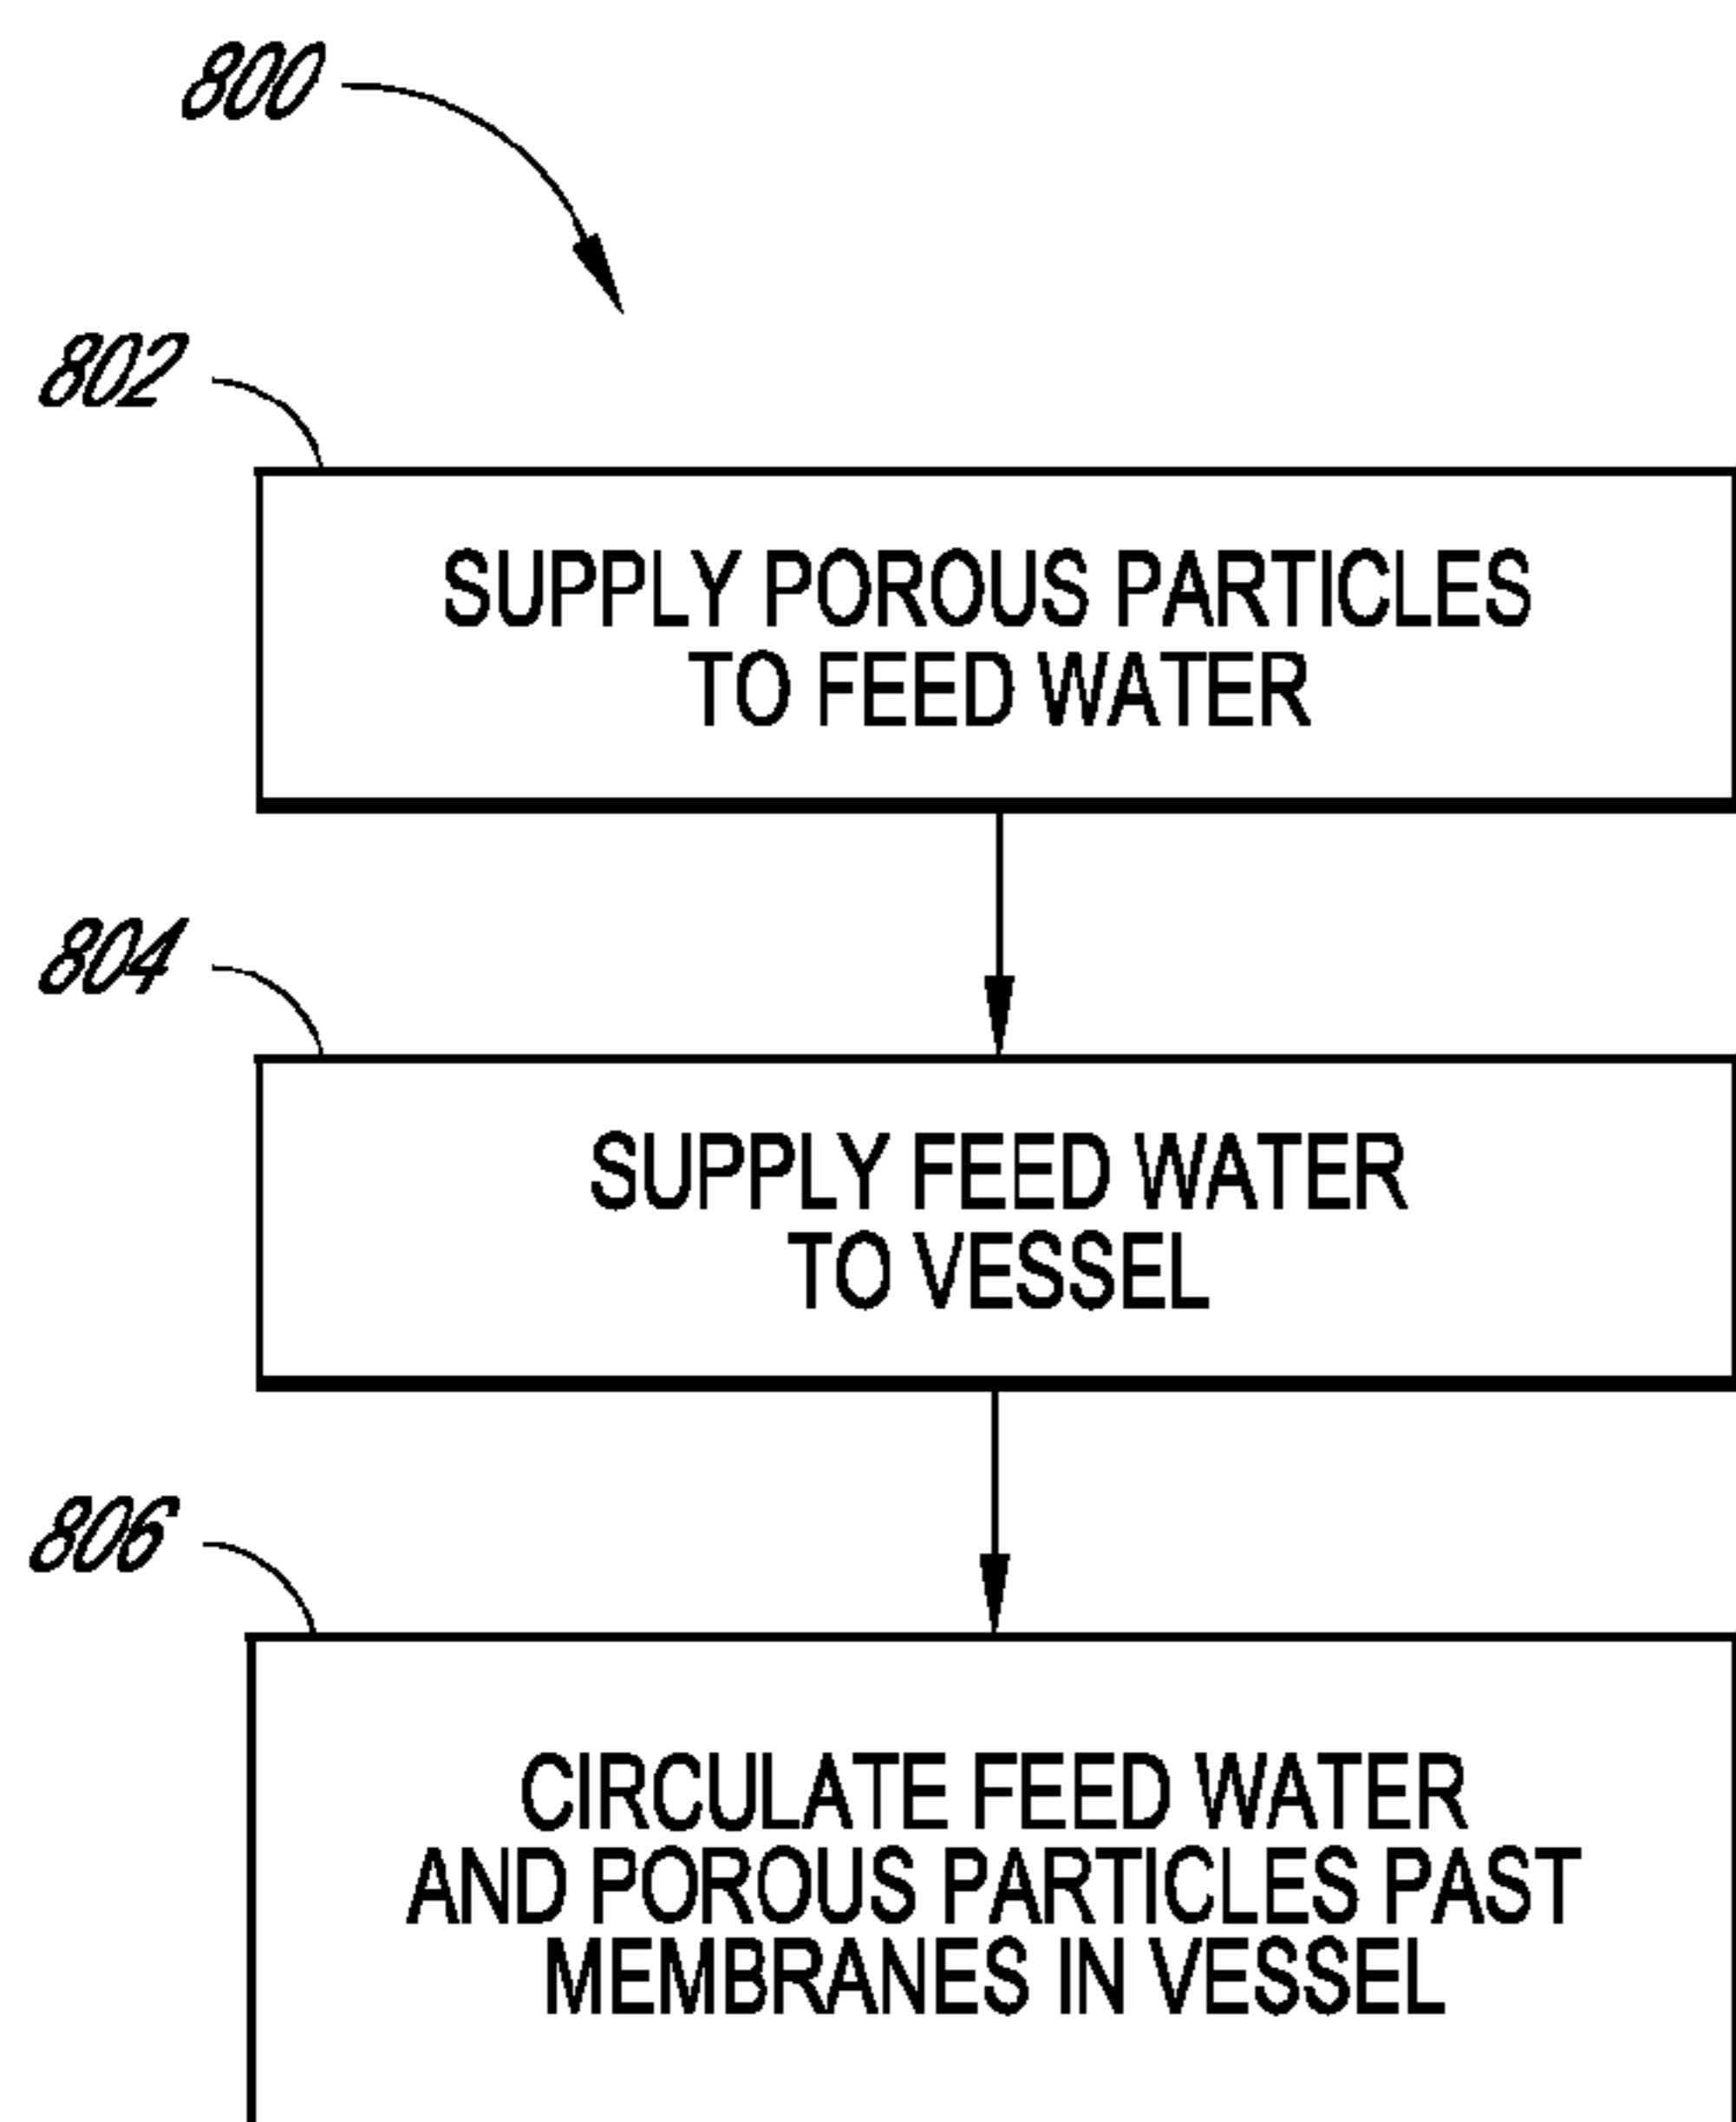 800
802
SUPPLY POROUS PARTICLES
TO FEED WATER
804
SUPPLY FEED WATER
TO VESSEL
806
CIRCULATE FEED WATER
AND POROUS PARTICLES PAST
MEMBRANES IN VESSEL